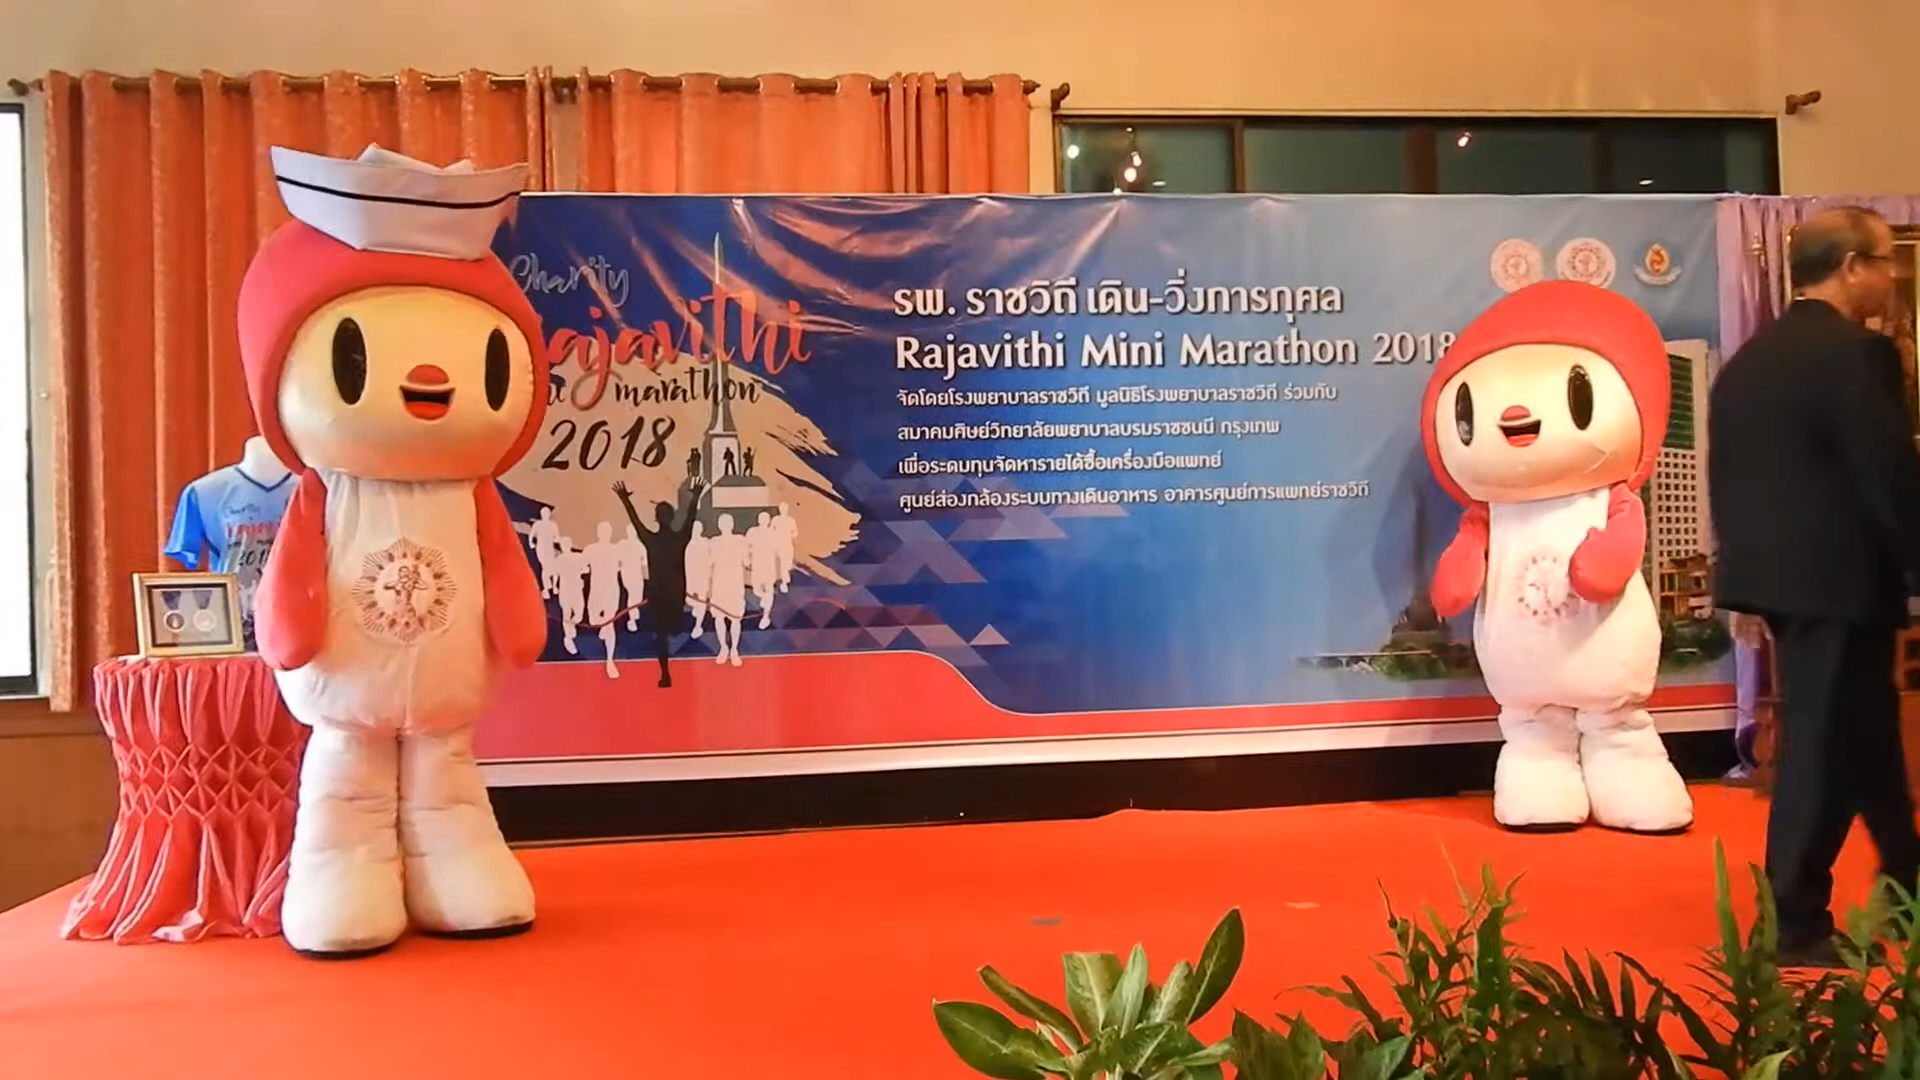 Charity
Rajavithi
marathon
2018
รพ. ราชวิถี เดิน-วิ่งการกุศล
Rajavithi Mini Marathon 2018
จัดโดยโรงพยาบาลราชวิถี มูลนิธิโรงพยาบาลราชวิถี ร่วมกับ
สมาคมศิษย์วิทยาลัยพยาบาลบรมราชชนนี กรุงเทพ
เพื่อระดมทุนจัดหารายได้ซื้อเครื่องมือแพทย์
ศูนย์ส่องกล้องระบบทางเดินอาหาร อาคารศูนย์การแพทย์ราชวิถี
Charity